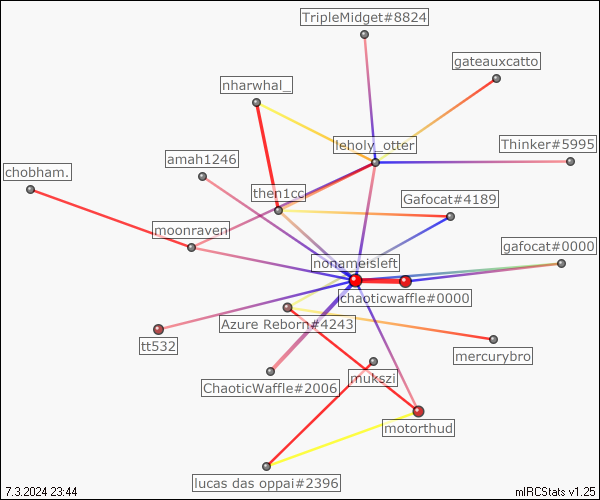 TripleMidget#8824
gateauxcatto
nharwhal_
leholy_otter
Thinker#5995
amah1246
chobham.
then1cc
Gafocat#4189
moonraven
gafocat#0000
nonameisleft
chaoticwaffle#0000
Azure Reborn#4243
tt532
mercurybro
mukszi
ChaoticWaffle#2006
motorthud
lucas das oppai#2396
7.3.2024 23:44
mIRCStats v1.25